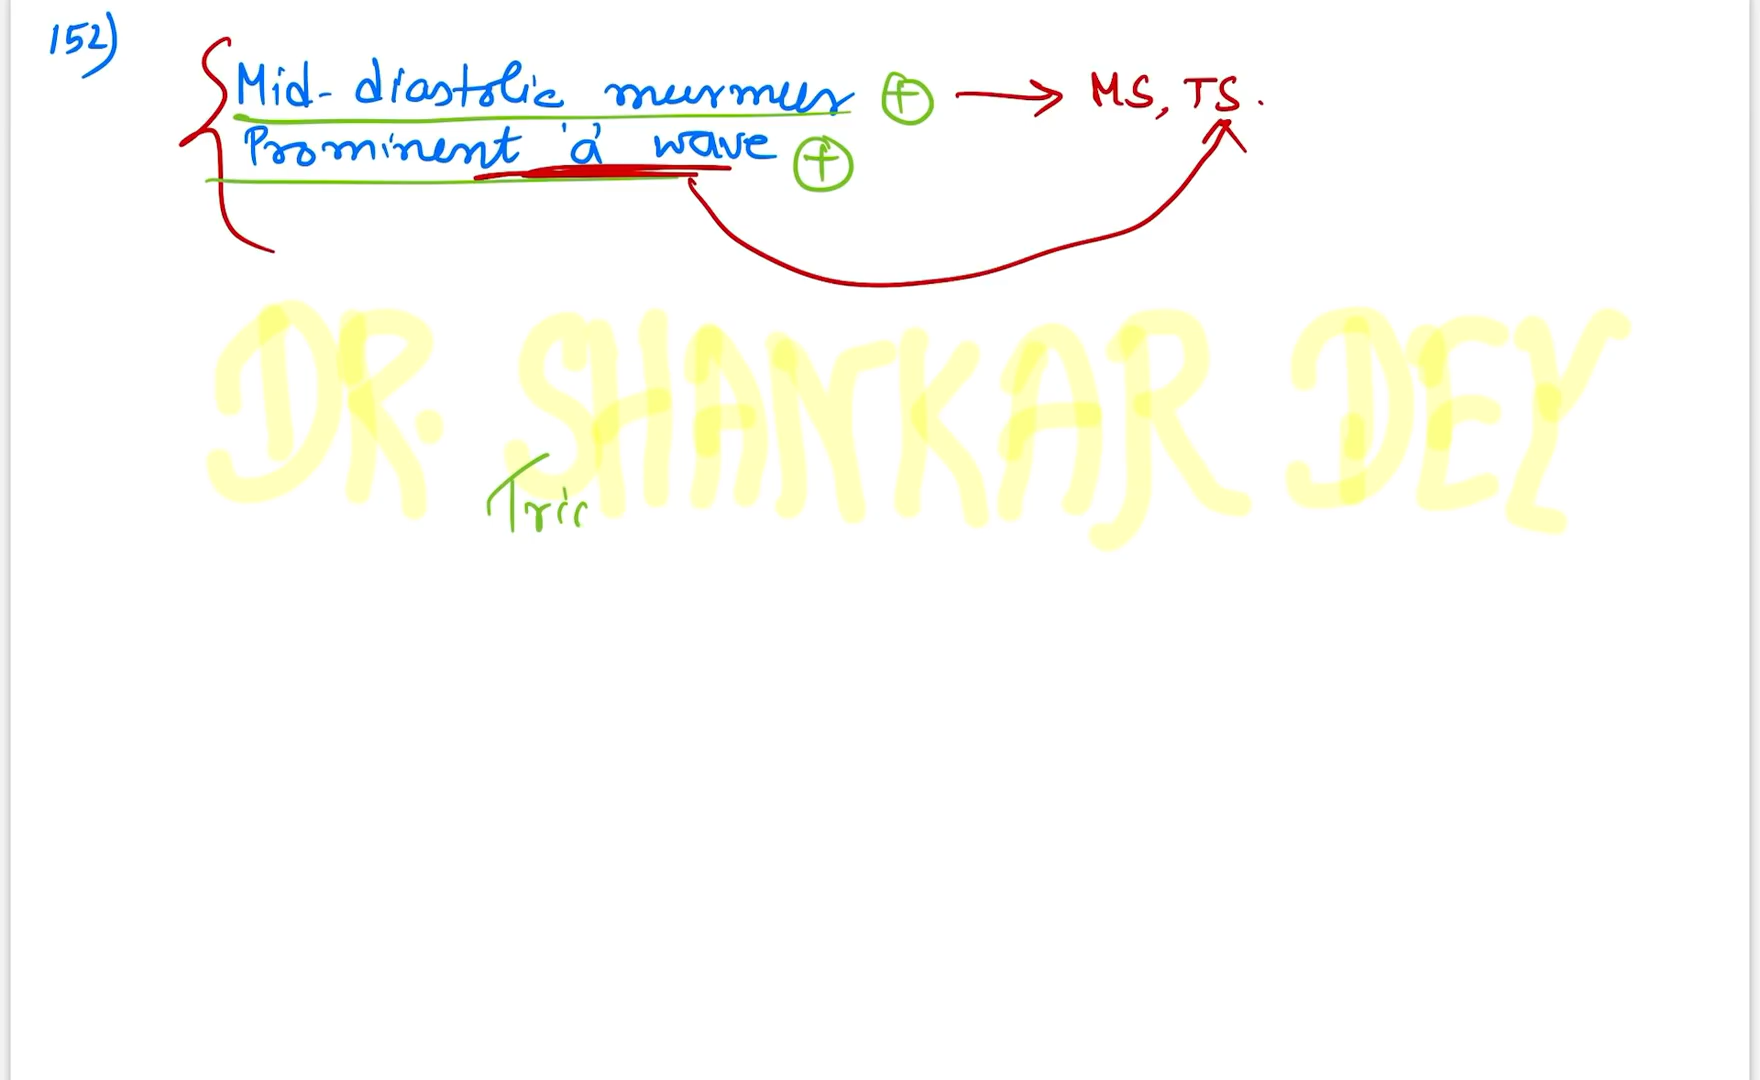 152)
Mid-diastolic murmur + → MS, TS.
Prominent 'a' wave +
DR. SHANKAR DEY
Tric